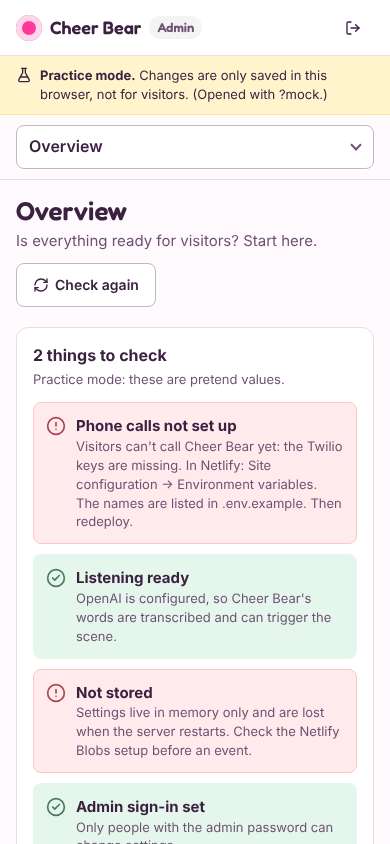 Cheer Bear Admin
Practice mode. Changes are only saved in this
browser, not for visitors. (Opened with ?mock.)
Overview
Overview
Is everything ready for visitors? Start here.
Check again
2 things to check
Practice mode: these are pretend values.
Phone calls not set up
Visitors can't call Cheer Bear yet: the Twilio
keys are missing. In Netlify: Site
configuration → Environment variables.
The names are listed in .env.example. Then
redeploy.
Listening ready
OpenAI is configured, so Cheer Bear's
words are transcribed and can trigger the
scene.
Not stored
Settings live in memory only and are lost
when the server restarts. Check the Netlify
Blobs setup before an event.
Admin sign-in set
Only people with the admin password can
change settings.